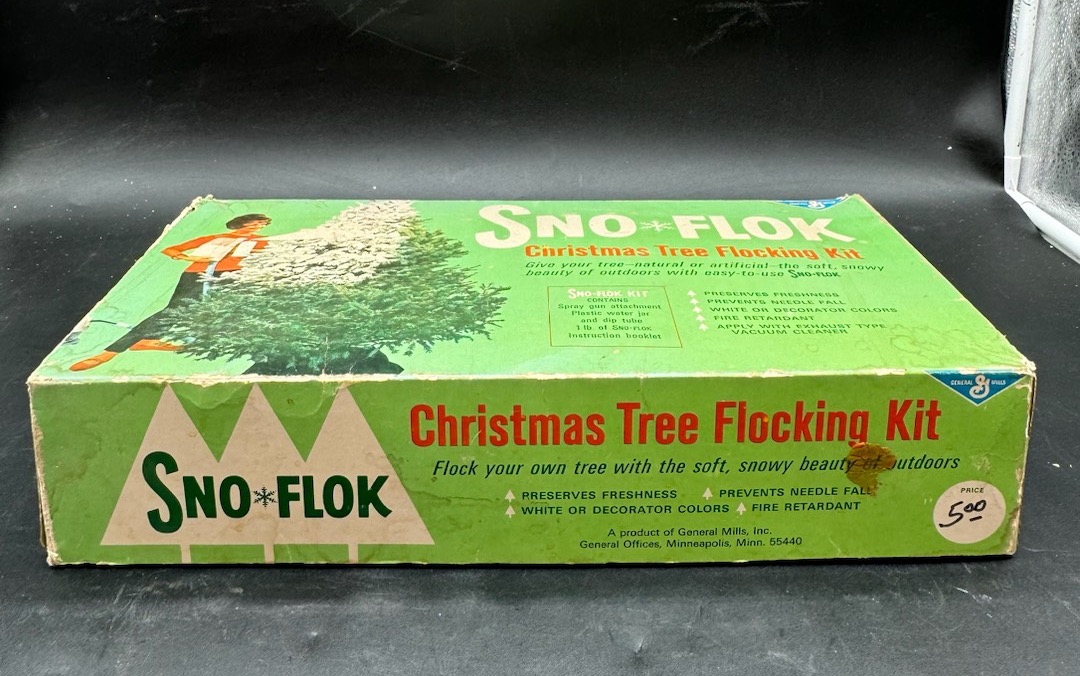 SNO*FLOK
Christmas Tree Flocking Kit
Give your tree—natural or artificial—the soft, snowy
beauty of outdoors with easy-to-use SNO-FLOK
SNO-FLOK KIT
CONTAINS
Spray gun attachment
Plastic water jar
and dip tube
1 lb of SNO-FLOK
Instruction booklet
PRESERVES FRESHNESS
PREVENTS NEEDLE FALL
WHITE OR DECORATOR COLORS
FIRE RETARDANT
APPLY WITH EXHAUST TYPE
VACUUM CLEANER
GENERAL MILLS
SNO*FLOK
Christmas Tree Flocking Kit
Flock your own tree with the soft, snowy beauty of outdoors
PRESERVES FRESHNESS PREVENTS NEEDLE FALL
WHITE OR DECORATOR COLORS FIRE RETARDANT
A product of General Mills, Inc.
General Offices, Minneapolis, Minn. 55440
PRICE
5.00